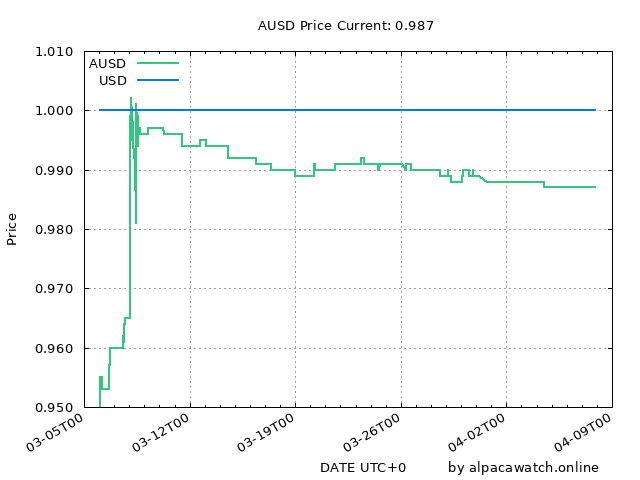 AUSD Price Current: 0.987
1.010
AUSD
USD
1.000
0.990
0.980
Price
0.970
0.960
0.950
03-05T00
03-12T00
03-19T00
03-26T00
04-02T00
04-09T00
DATE UTC+0
by alpacawatch.online